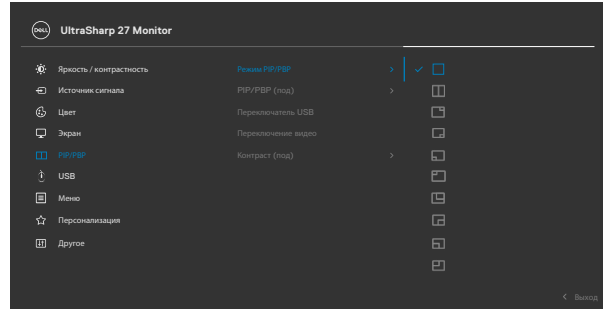 DELL UltraSharp 27 Monitor
Яркость / контрастность Режим PIP/PBP
Источник сигнала PIP/PBP (под)
Цвет Переключатель USB
Экран Переключение видео
PIP/PBP Контраст (под)
USB
Меню
Персонализация
Другое
Выход